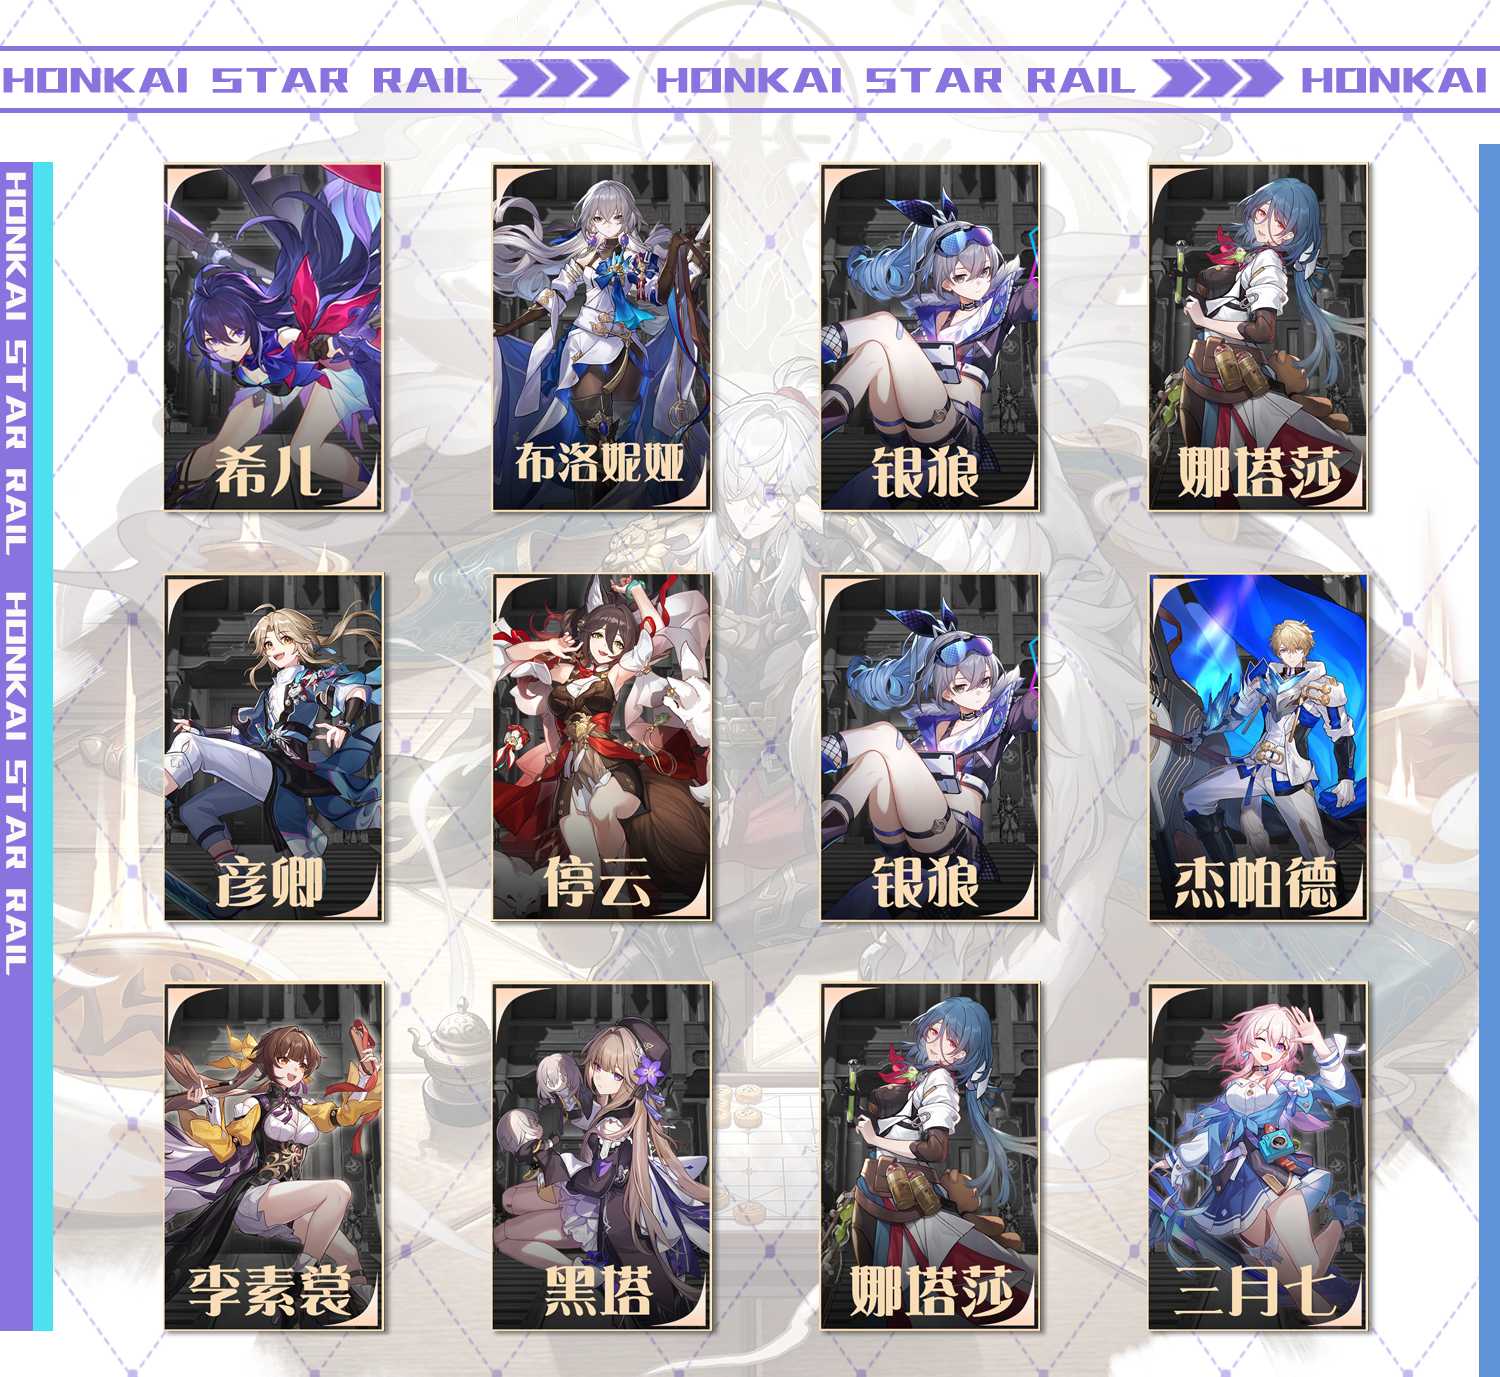 HONKAI STAR RAIL HONKAI STAR RAIL HONKAI
HONKAI STAR RAIL HONKAI STAR RAIL
希儿
布洛妮娅
银狼
娜塔莎
彦卿
停云
银狼
杰帕德
李素裳
黑塔
娜塔莎
三月七